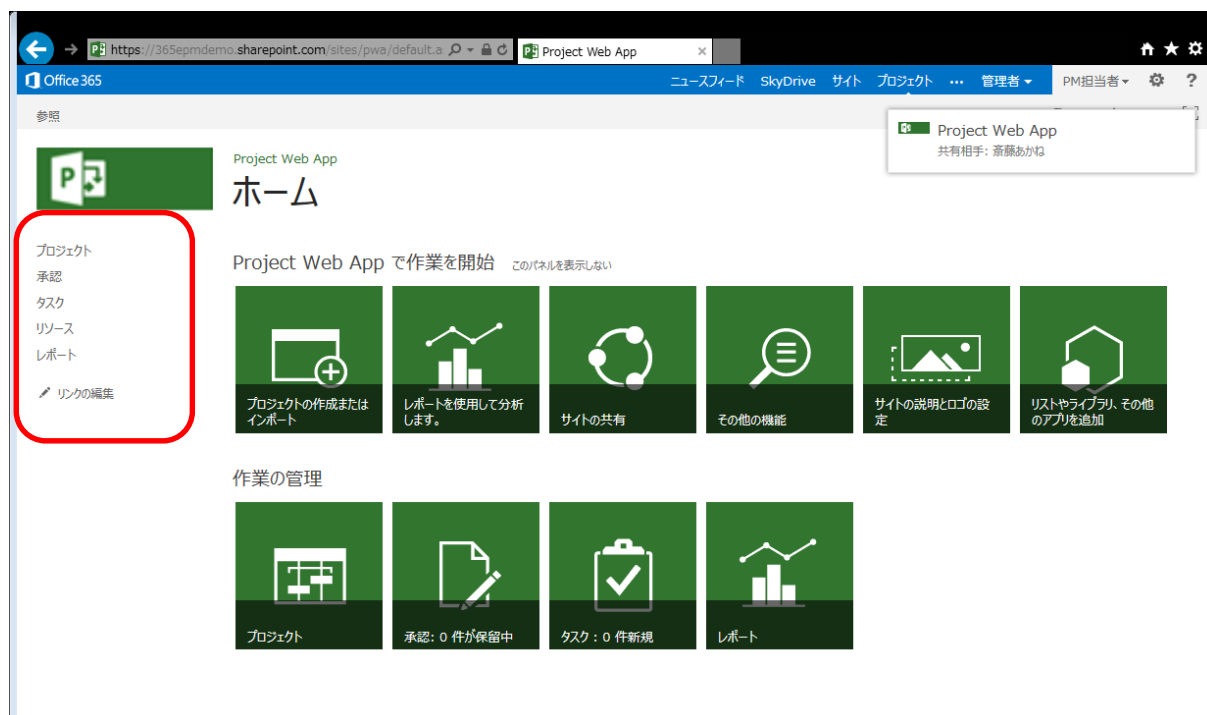 https://365epmdemo.sharepoint.com/sites/pwa/default.a
Project Web App
Office 365
ニュースフィード SkyDrive サイト プロジェクト ... 管理者 PM担当者 ?
参照
Project Web App
共有相手: 斎藤あかね
P
Project Web App
ホーム
プロジェクト
承認
タスク
リソース
レポート
リンクの編集
Project Web App で作業を開始 このパネルを表示しない
プロジェクトの作成または
インポート
レポートを使用して分析
します。
サイトの共有
その他の機能
サイトの説明とロゴの設
定
リストやライブラリ、その他
のアプリを追加
作業の管理
プロジェクト
承認: 0 件が保留中
タスク : 0 件新規
レポート